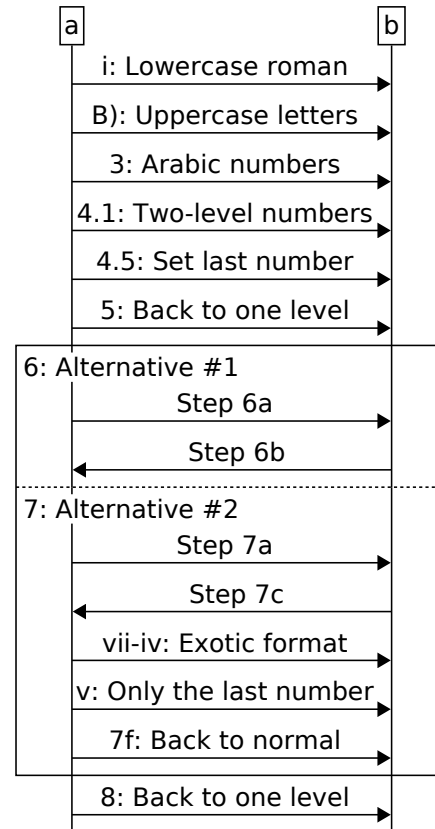 a
b
i: Lowercase roman
B): Uppercase letters
3: Arabic numbers
4.1: Two-level numbers
4.5: Set last number
5: Back to one level
6: Alternative #1
Step 6a
Step 6b
7: Alternative #2
Step 7a
Step 7c
vii-iv: Exotic format
v: Only the last number
7f: Back to normal
8: Back to one level